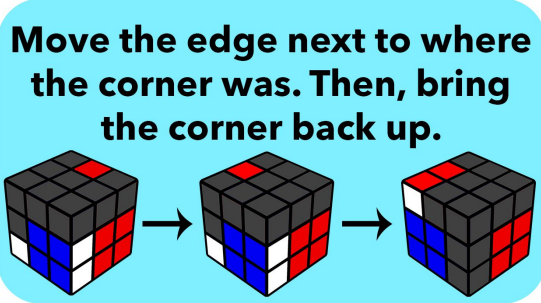 Move the edge next to where
the corner was. Then, bring
the corner back up.